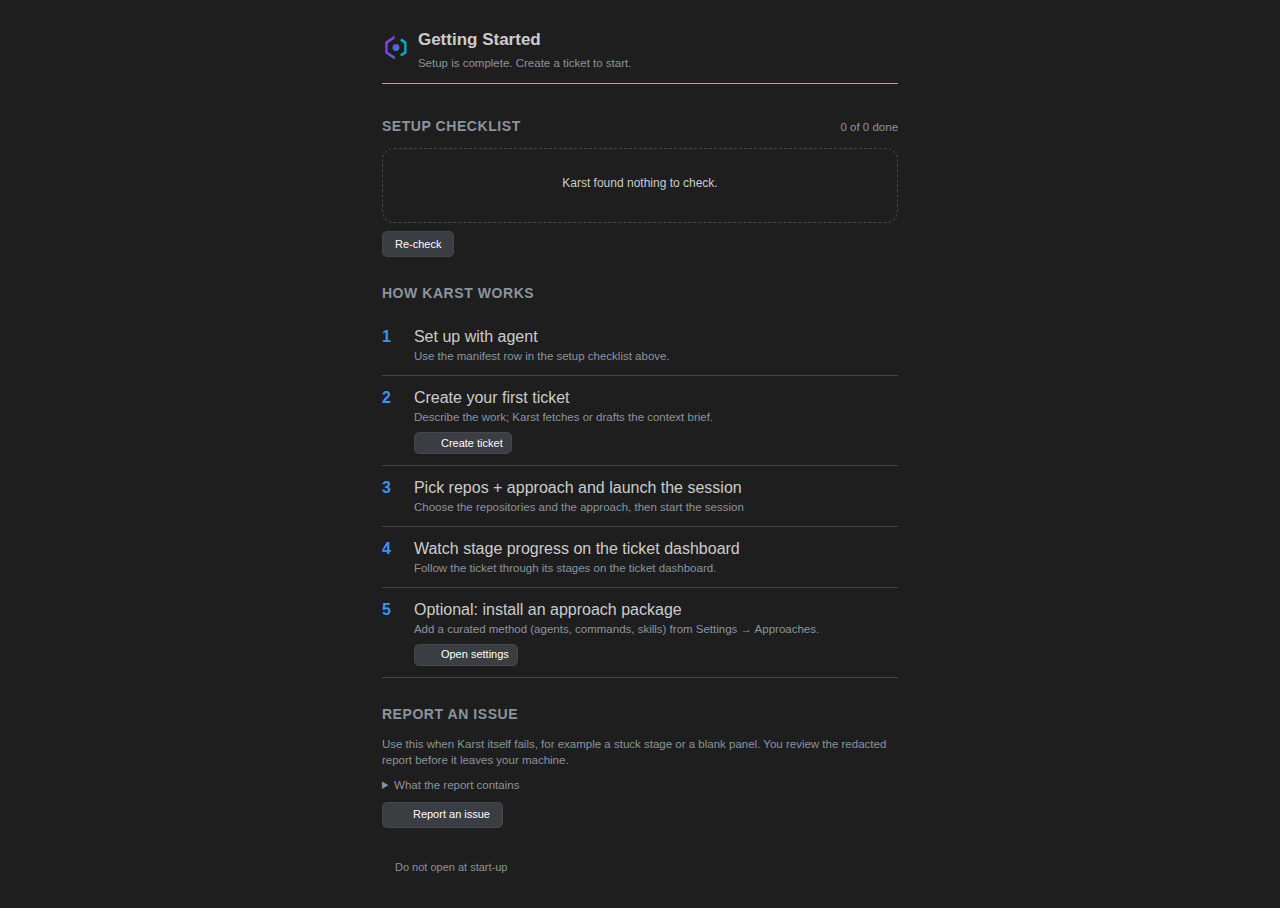 Getting Started
Setup is complete. Create a ticket to start.
SETUP CHECKLIST
0 of 0 done
Karst found nothing to check.
Re-check
HOW KARST WORKS
1
Set up with agent
Use the manifest row in the setup checklist above.
2
Create your first ticket
Describe the work; Karst fetches or drafts the context brief.
Create ticket
3
Pick repos + approach and launch the session
Choose the repositories and the approach, then start the session
4
Watch stage progress on the ticket dashboard
Follow the ticket through its stages on the ticket dashboard.
5
Optional: install an approach package
Add a curated method (agents, commands, skills) from Settings → Approaches.
Open settings
REPORT AN ISSUE
Use this when Karst itself fails, for example a stuck stage or a blank panel. You review the redacted
report before it leaves your machine.
What the report contains
Report an issue
Do not open at start-up